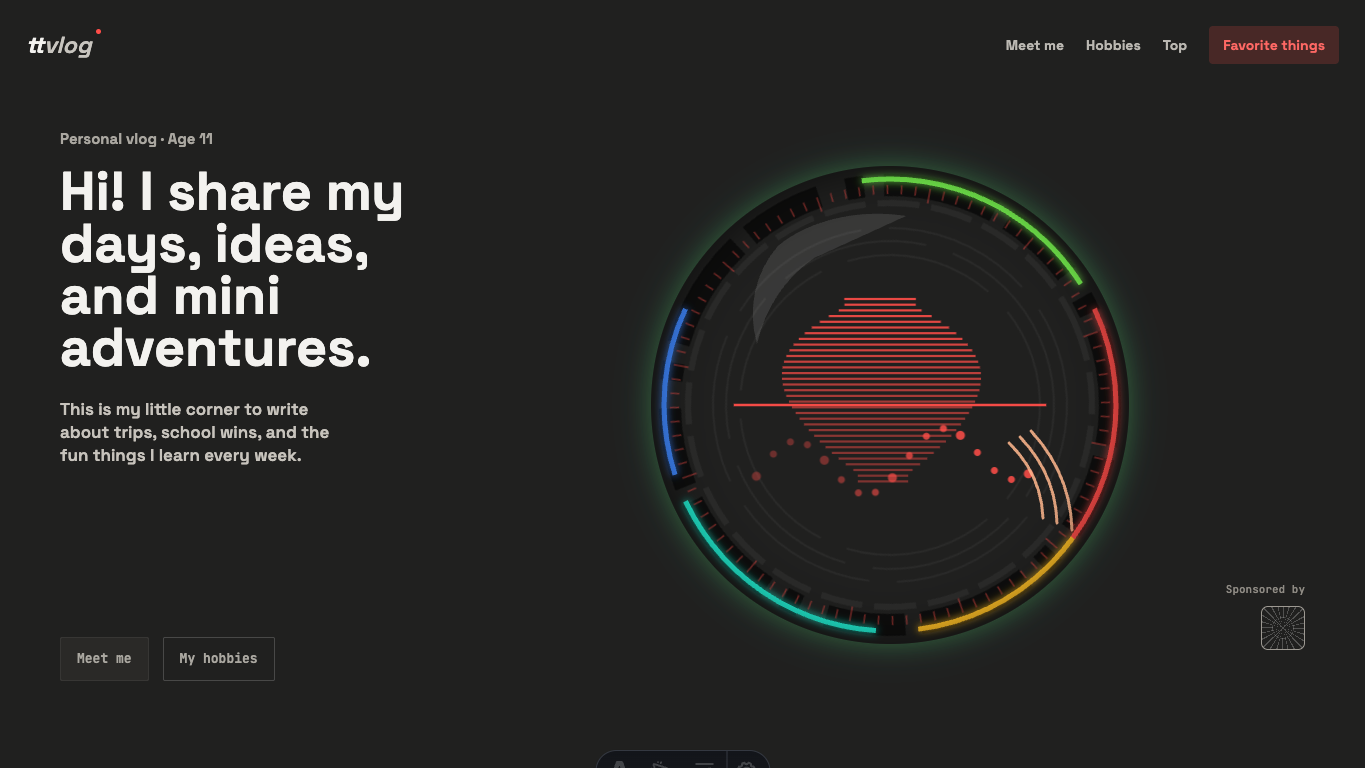 ttvlog
Meet me
Hobbies
Top
Favorite things
Personal vlog · Age 11
Hi! I share my
days, ideas,
and mini
adventures.
This is my little corner to write
about trips, school wins, and the
fun things I learn every week.
Sponsored by
Meet me
My hobbies